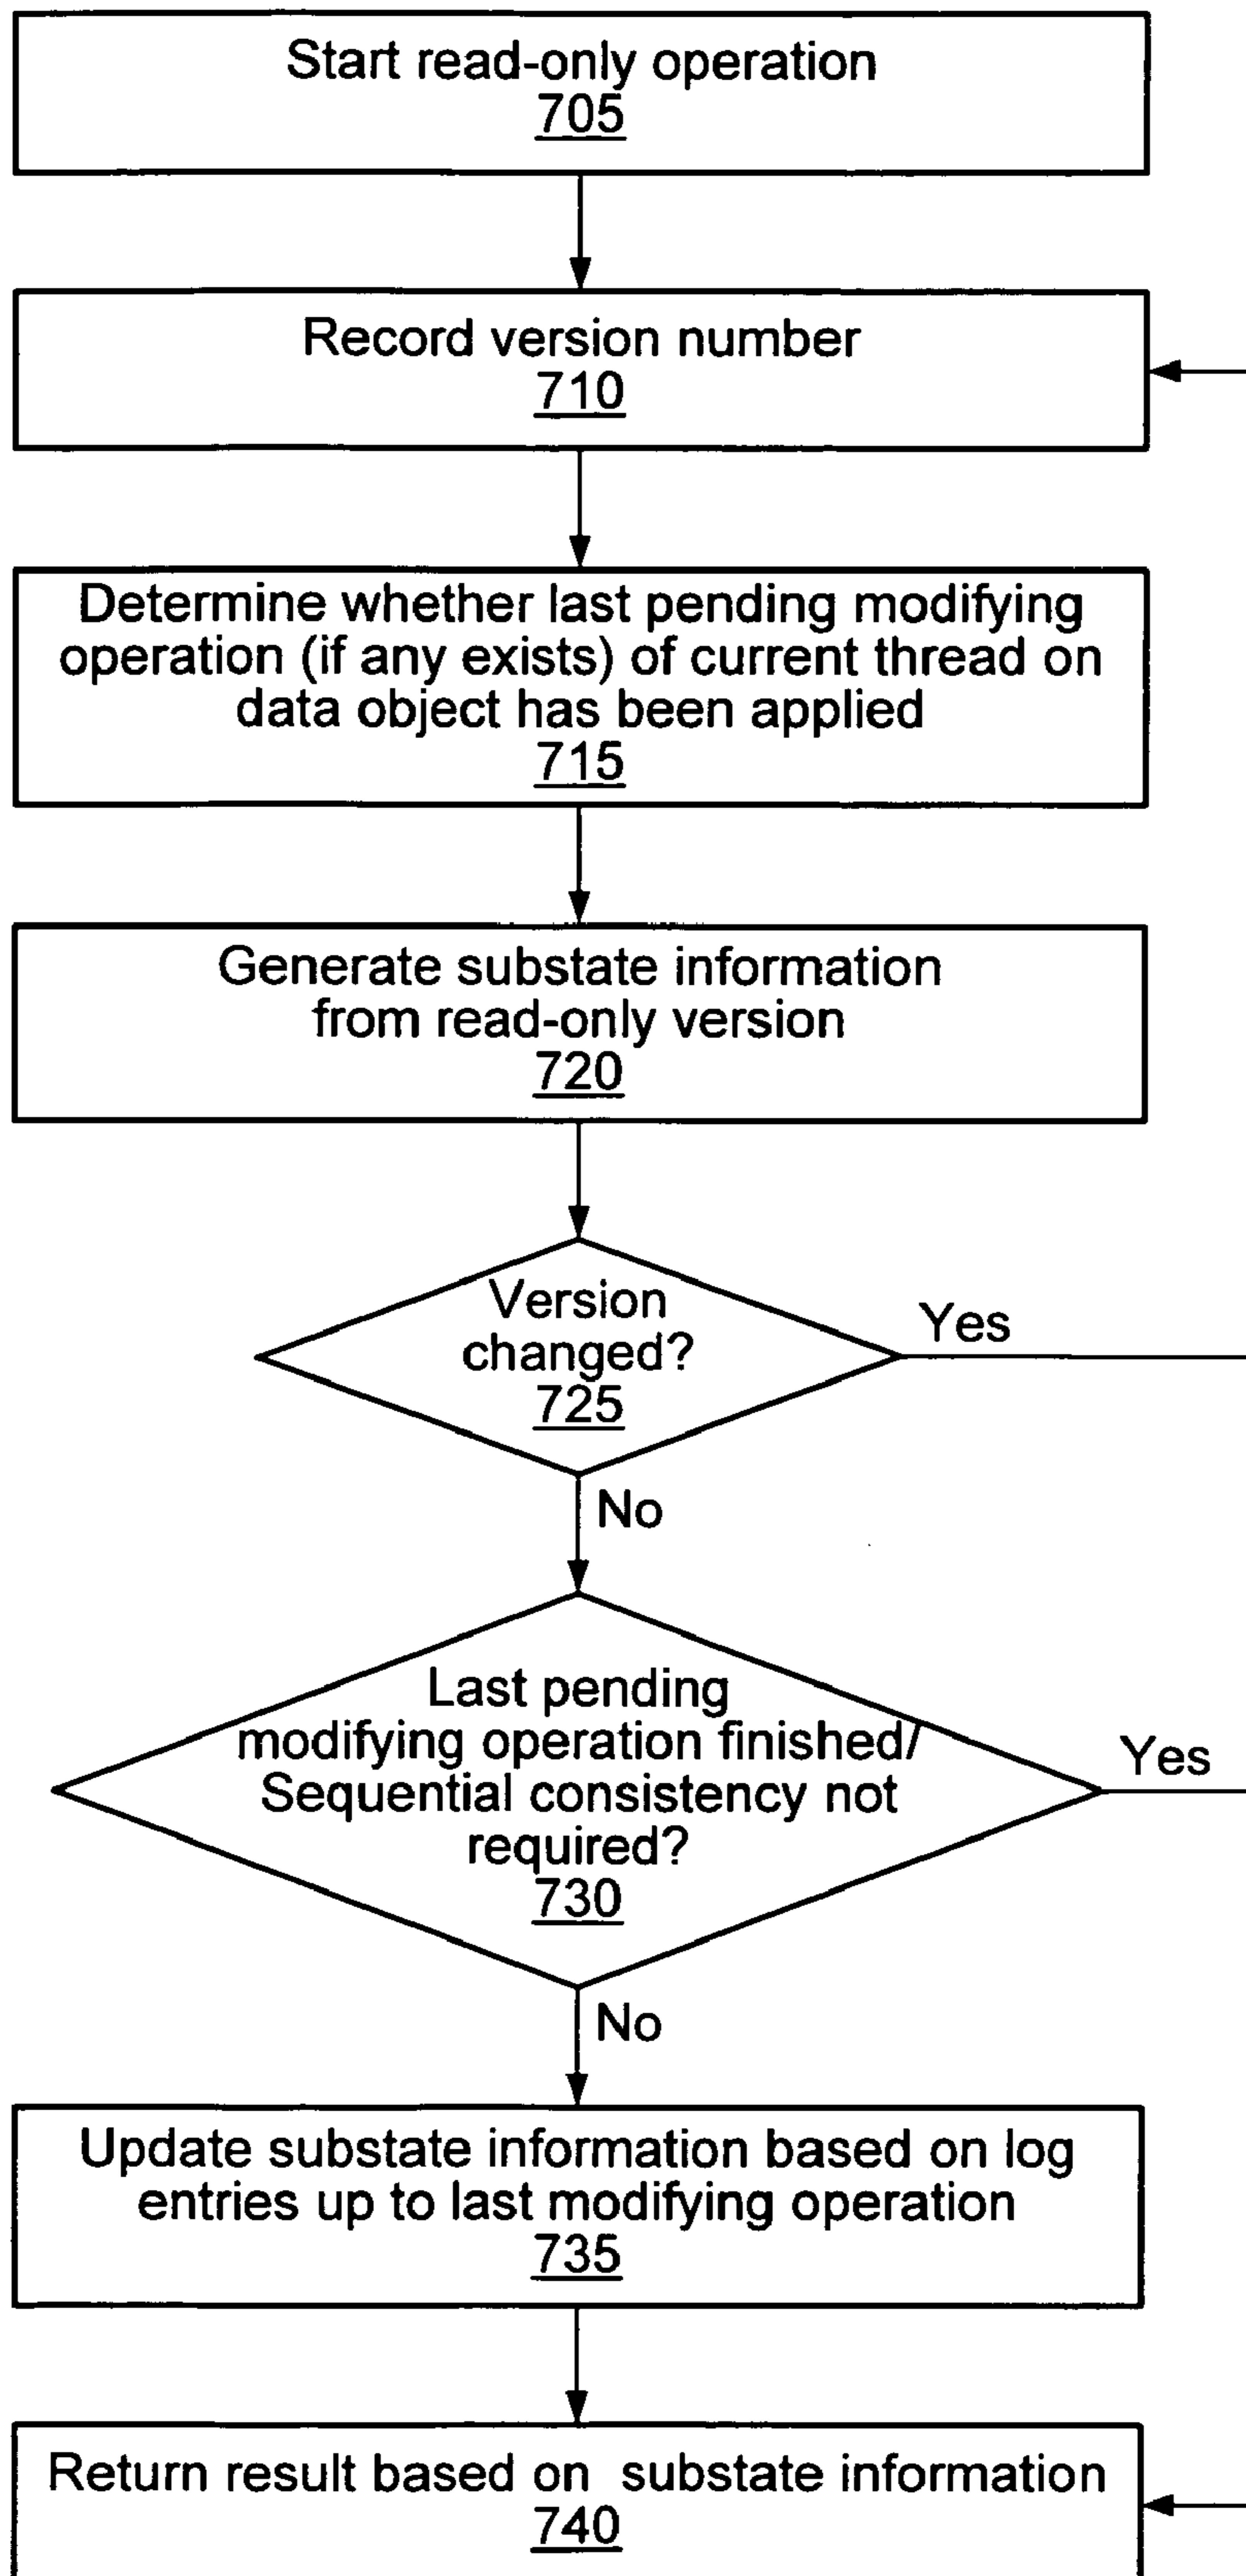 Start read-only operation
705
Record version number
710
Determine whether last pending modifying
operation (if any exists) of current thread on
data object has been applied
715
Generate substate information
from read-only version
720
Version
changed?
725
Yes
No
Last pending
modifying operation finished/
Sequential consistency not
required?
730
Yes
No
Update substate information based on log
entries up to last modifying operation
735
Return result based on substate information
740